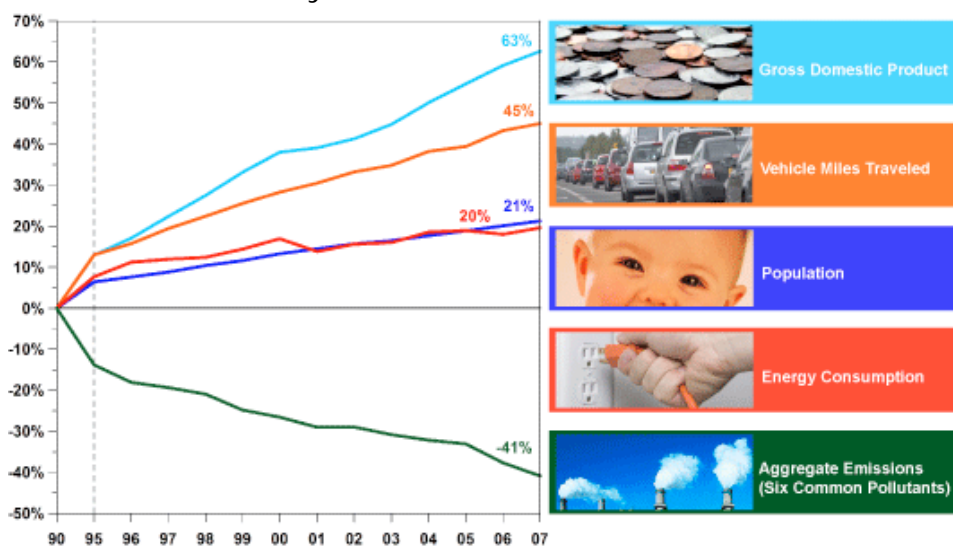 70%
60%
50%
40%
30%
20%
10%
0%
-10%
-20%
-30%
-40%
-50%
63%
45%
21%
20%
-41%
90 95 96 97 98 99 00 01 02 03 04 05 06 07
Gross Domestic Product
Vehicle Miles Traveled
Population
Energy Consumption
Aggregate Emissions
(Six Common Pollutants)